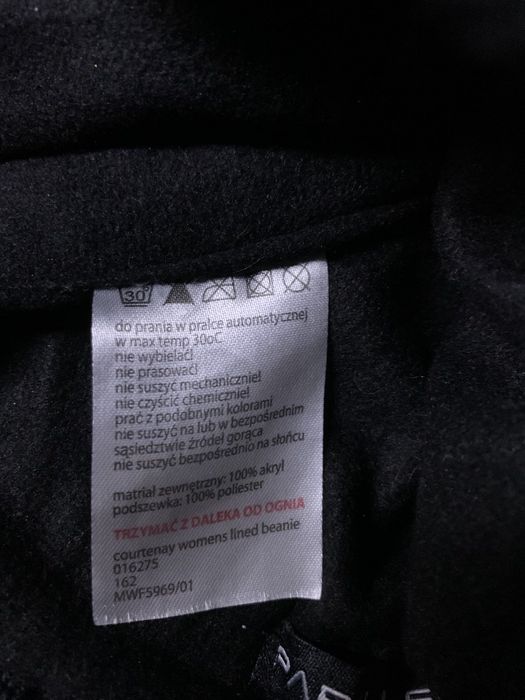 30
do prania w pralce automatycznej
w max temp 30oC
nie wybielać!
nie prasować!
nie suszyć mechanicznie!
nie czyścić chemicznie!
prać z podobnymi kolorami
nie suszyć na lub w bezpośrednim
sąsiedztwie źródeł gorąca
nie suszyć bezpośrednio na słońcu
matriał zewnętrzny: 100% akryl
podszewka: 100% poliester
TRZYMAĆ Z DALEKA OD OGNIA
courtenay womens lined beanie
016275
162
MWF5969/01